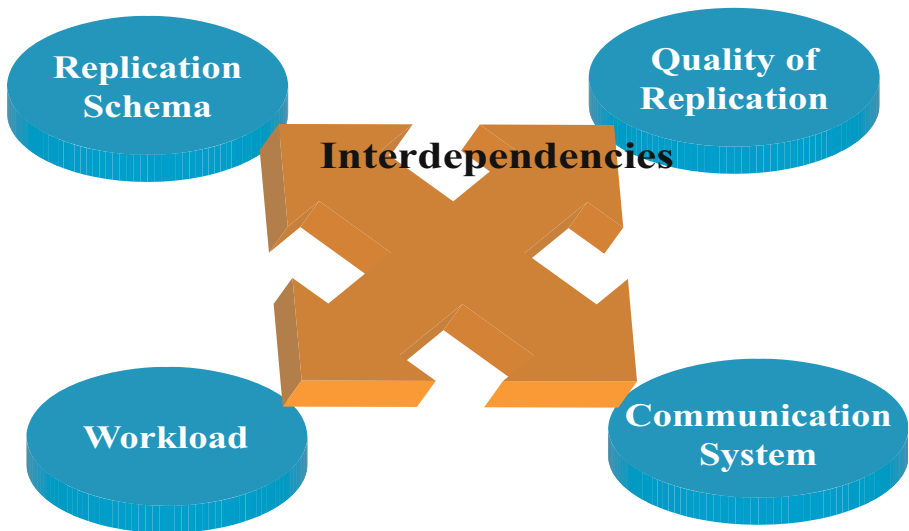 Replication
Schema
Quality of
Replication
Interdependencies
Workload
Communication
System